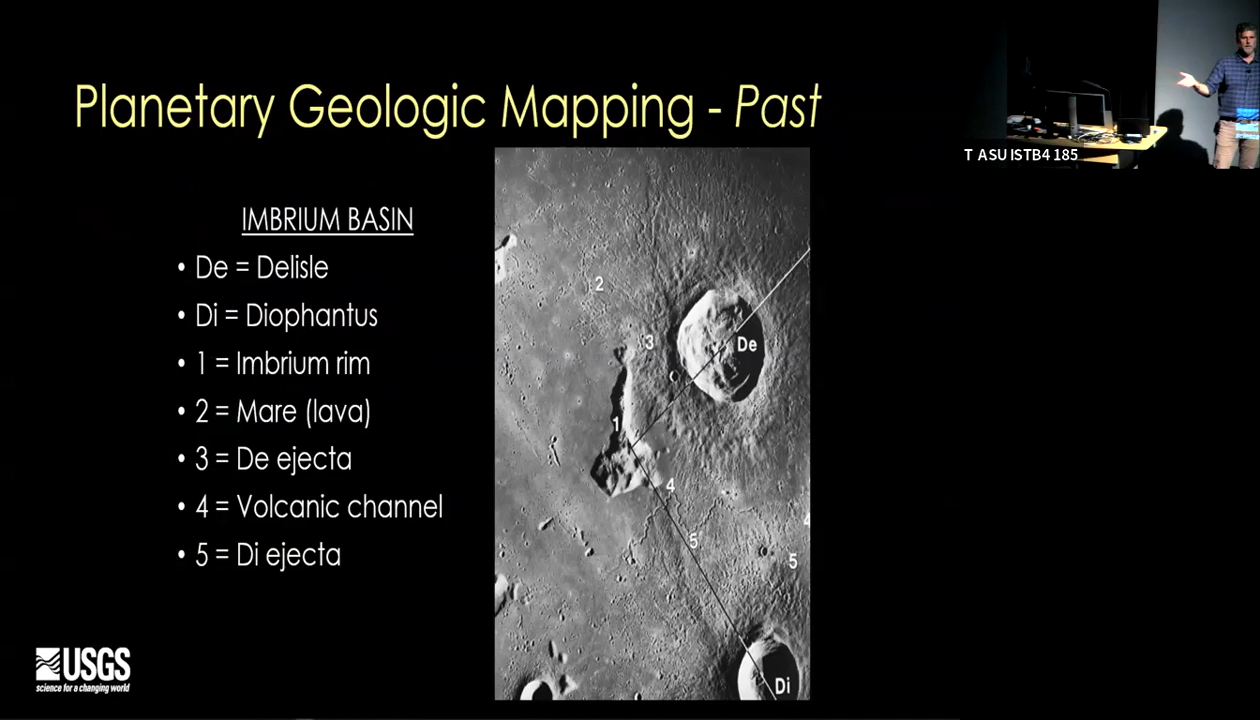 Planetary Geologic Mapping - Past
T ASU ISTB4 185
IMBRIUM BASIN
• De = Delisle
• Di = Diophantus
• 1 = Imbrium rim
• 2 = Mare (lava)
• 3 = De ejecta
• 4 = Volcanic channel
• 5 = Di ejecta
2
3
De
1
4
4
5
5
Di
USGS
science for a changing world